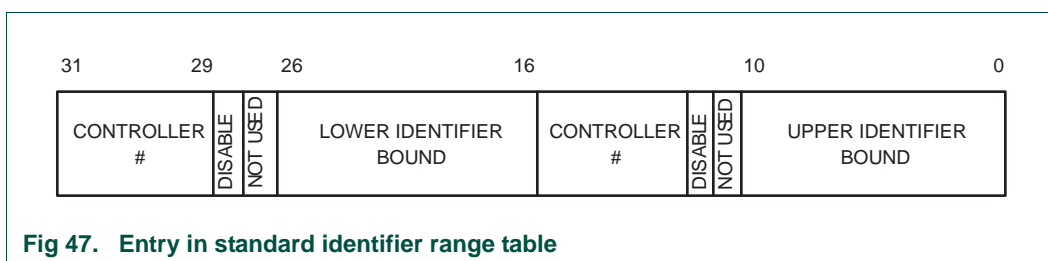 31 29 26 16 10 0
CONTROLLER # DISABLE NOT USED LOWER IDENTIFIER BOUND CONTROLLER # DISABLE NOT USED UPPER IDENTIFIER BOUND
Fig 47. Entry in standard identifier range table